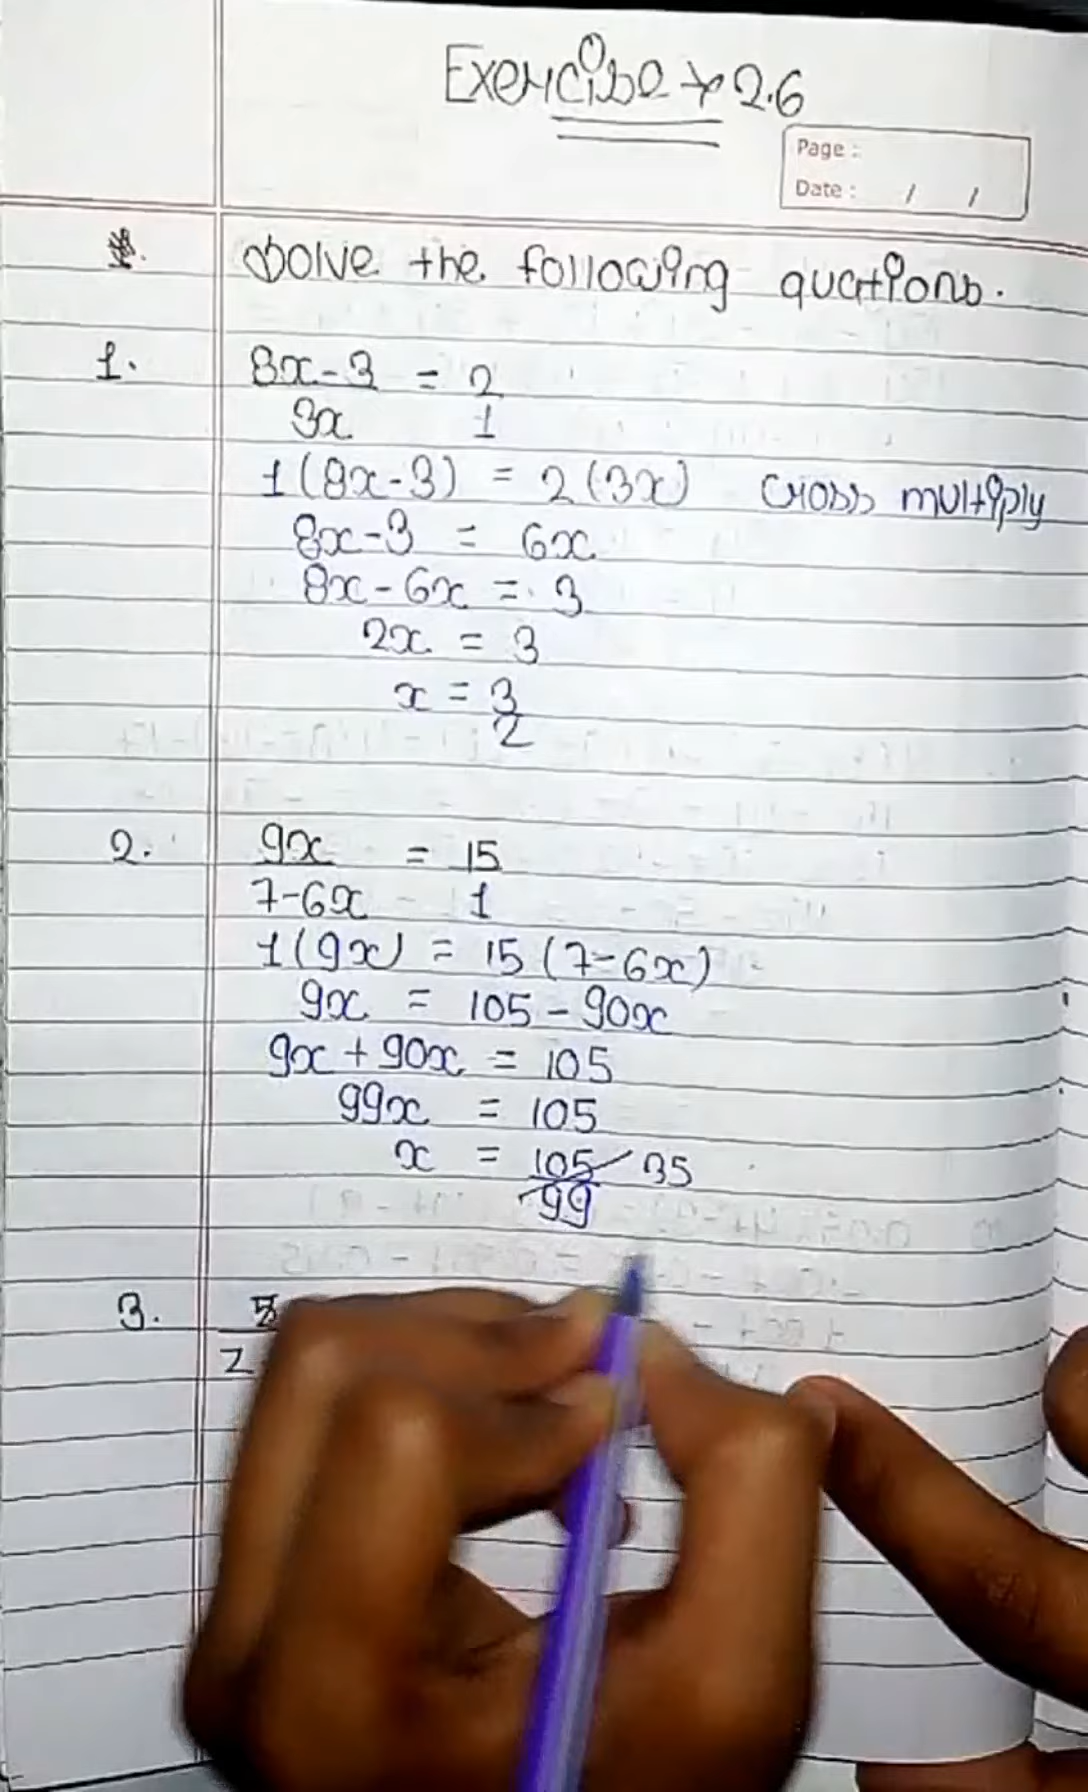 Exercise → 2.6
Page :
Date : / /
Solve the following quations.
1. 8x-3 = 2
3x 1
1(8x-3) = 2(3x) cross multiply
8x-3 = 6x
8x-6x = 3
2x = 3
x = 3
2
2. 9x = 15
7-6x 1
1(9x) = 15(7-6x)
9x = 105-90x
9x+90x = 105
99x = 105
x = 105 35
99
3.